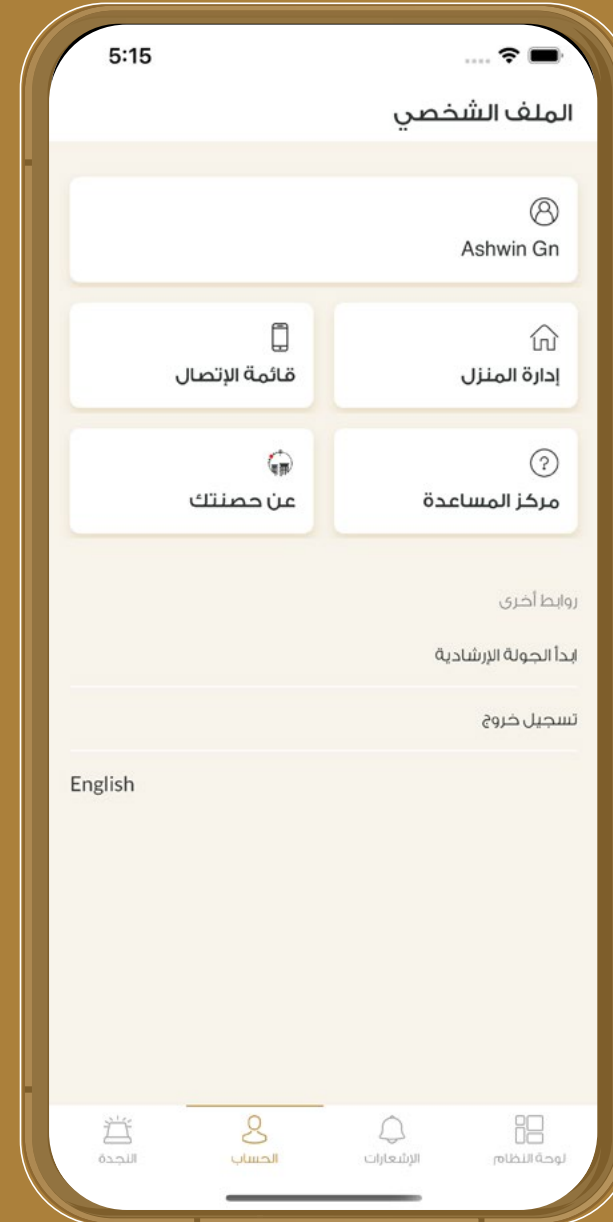 5:15
الملف الشخصي
Ashwin Gn
إدارة المنزل
قائمة الإتصال
مركز المساعدة
عن حصنتك
روابط أخرى
ابدأ الجولة الإرشادية
تسجيل خروج
English
لوحة النظام
الإشعارات
الحساب
النجدة